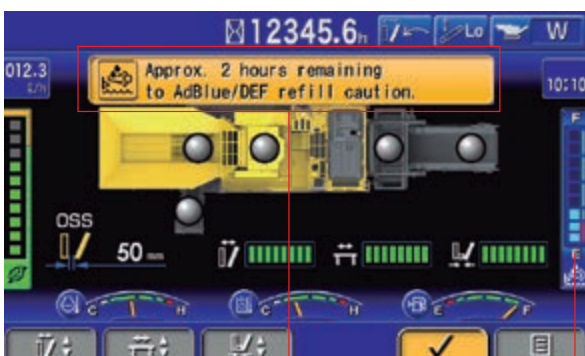 12345.6h
Lo
W
Approx. 2 hours remaining
to AdBlue/DEF refill caution.
012.3
ℓ/h
10:10
F
OSS
50 mm
E
C H
C H
E F